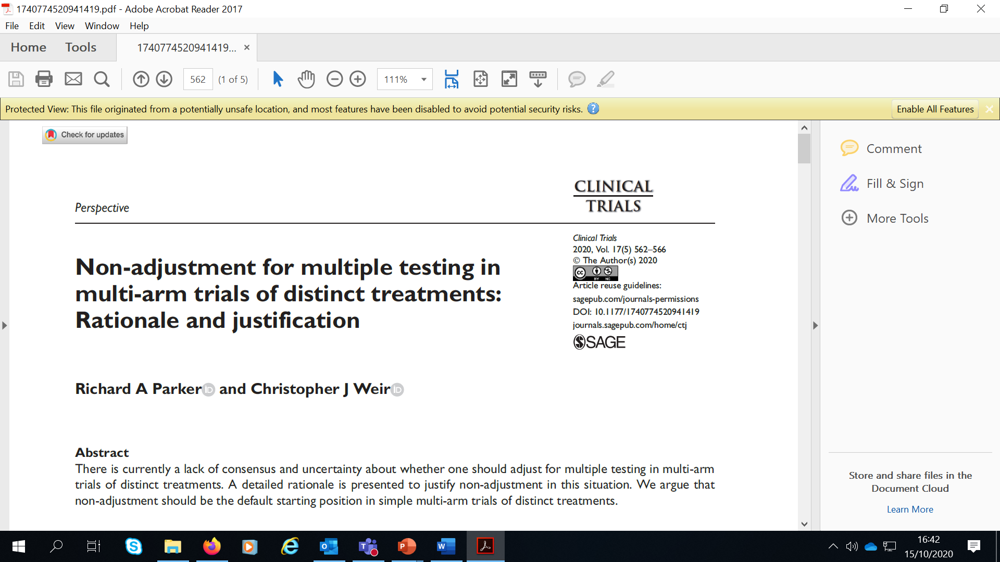 1740774520941419.pdf - Adobe Acrobat Reader 2017
File Edit View Window Help
Home Tools 1740774520941419...
562 (1 of 5) 111%
Protected View: This file originated from a potentially unsafe location, and most features have been disabled to avoid potential security risks. ? Enable All Features
Check for updates
Comment
Fill & Sign
More Tools
CLINICAL
TRIALS
Perspective
Clinical Trials
2020, Vol. 17(5) 562–566
© The Author(s) 2020
cc BY NC
Article reuse guidelines:
sagepub.com/journals-permissions
DOI: 10.1177/1740774520941419
journals.sagepub.com/home/ctj
SAGE
Non-adjustment for multiple testing in
multi-arm trials of distinct treatments:
Rationale and justification
Richard A Parker iD and Christopher J Weir iD
Abstract
There is currently a lack of consensus and uncertainty about whether one should adjust for multiple testing in multi-arm
trials of distinct treatments. A detailed rationale is presented to justify non-adjustment in this situation. We argue that
non-adjustment should be the default starting position in simple multi-arm trials of distinct treatments.
Store and share files in the
Document Cloud
Learn More
16:42
15/10/2020